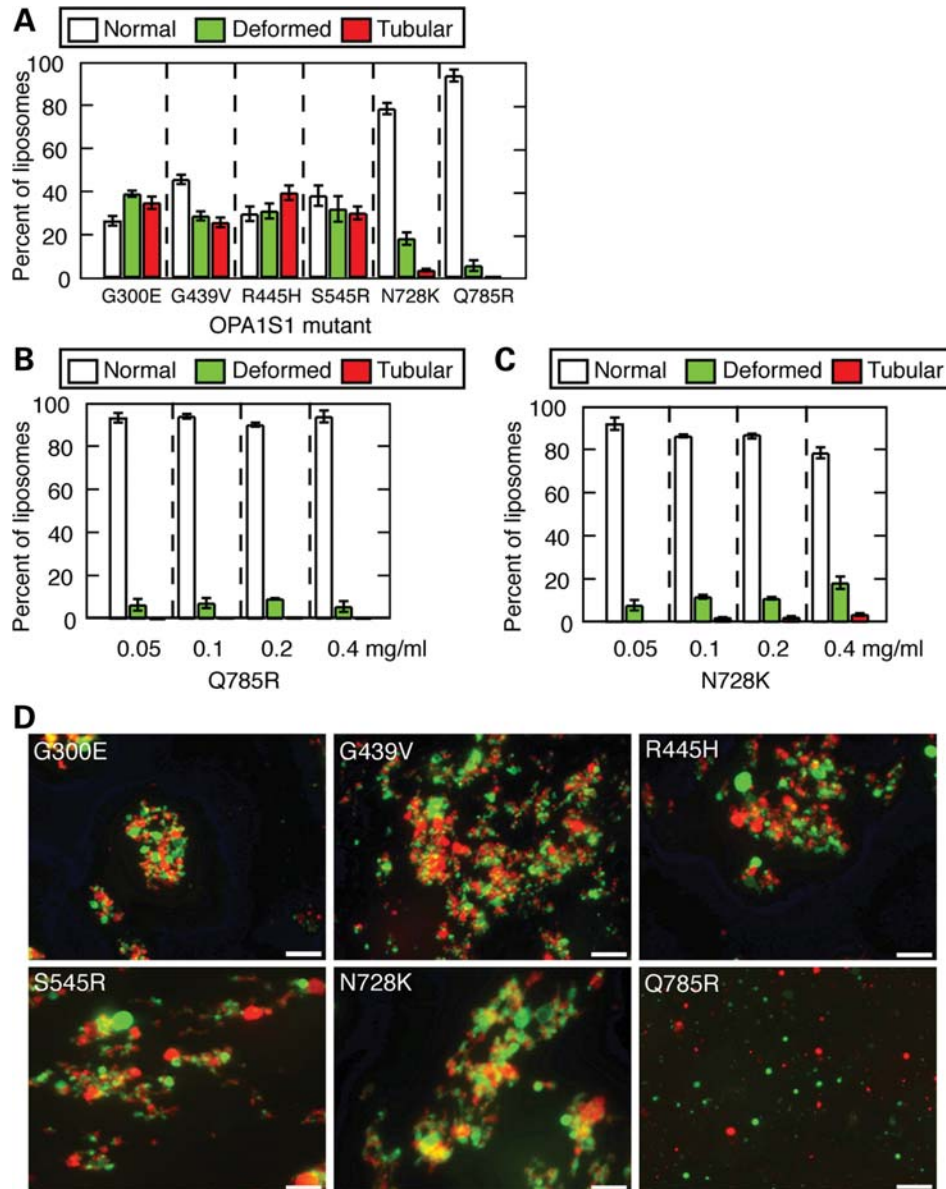 A
Normal Deformed Tubular
Percent of liposomes
100
80
60
40
20
0
G300E G439V R445H S545R N728K Q785R
OPA1S1 mutant
B
Normal Deformed Tubular
Percent of liposomes
100
80
60
40
20
0
0.05 0.1 0.2 0.4 mg/ml
Q785R
C
Normal Deformed Tubular
Percent of liposomes
100
80
60
40
20
0
0.05 0.1 0.2 0.4 mg/ml
N728K
D
G300E G439V R445H
S545R N728K Q785R